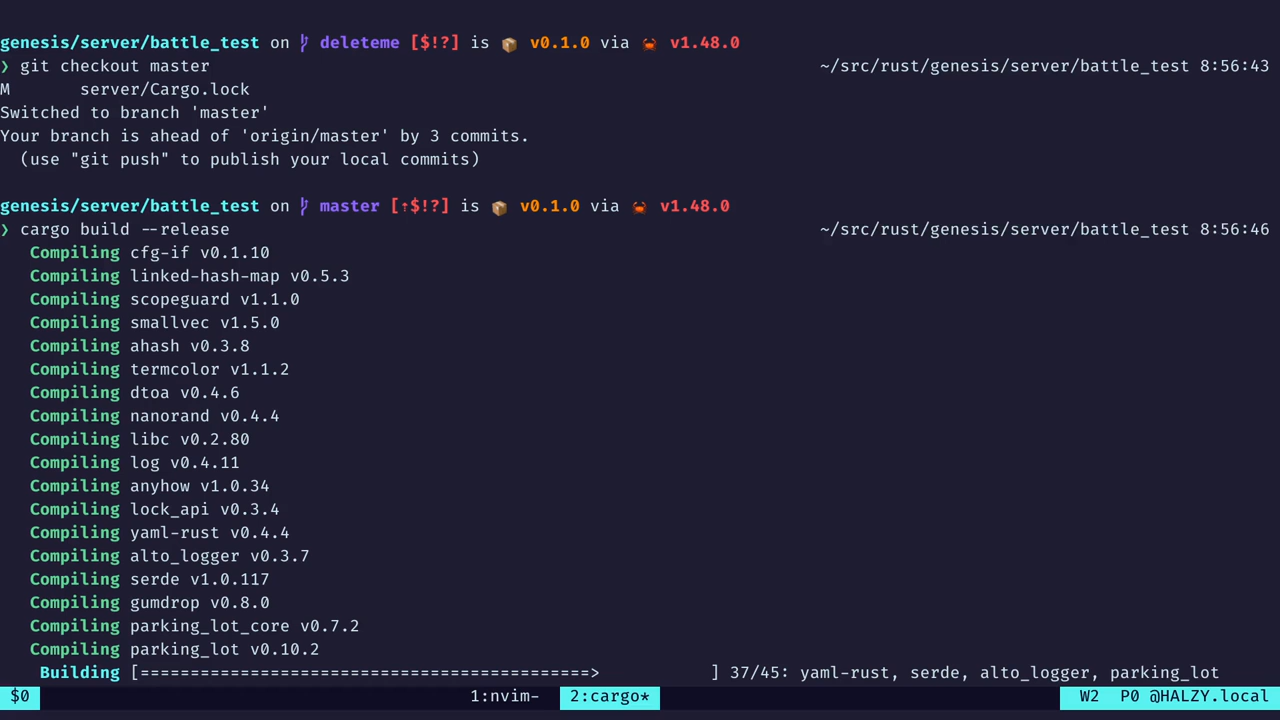 genesis/server/battle_test on deleteme [$!?] is 📦 v0.1.0 via 🦀 v1.48.0
❯ git checkout master ~/src/rust/genesis/server/battle_test 8:56:43
M       server/Cargo.lock
Switched to branch 'master'
Your branch is ahead of 'origin/master' by 3 commits.
  (use "git push" to publish your local commits)
genesis/server/battle_test on master [⇡$!?] is 📦 v0.1.0 via 🦀 v1.48.0
❯ cargo build --release ~/src/rust/genesis/server/battle_test 8:56:46
   Compiling cfg-if v0.1.10
   Compiling linked-hash-map v0.5.3
   Compiling scopeguard v1.1.0
   Compiling smallvec v1.5.0
   Compiling ahash v0.3.8
   Compiling termcolor v1.1.2
   Compiling dtoa v0.4.6
   Compiling nanorand v0.4.4
   Compiling libc v0.2.80
   Compiling log v0.4.11
   Compiling anyhow v1.0.34
   Compiling lock_api v0.3.4
   Compiling yaml-rust v0.4.4
   Compiling alto_logger v0.3.7
   Compiling serde v1.0.117
   Compiling gumdrop v0.8.0
   Compiling parking_lot_core v0.7.2
   Compiling parking_lot v0.10.2
    Building [=============================================>           ] 37/45: yaml-rust, serde, alto_logger, parking_lot
$0 1:nvim- 2:cargo* W2 P0 @HALZY.local